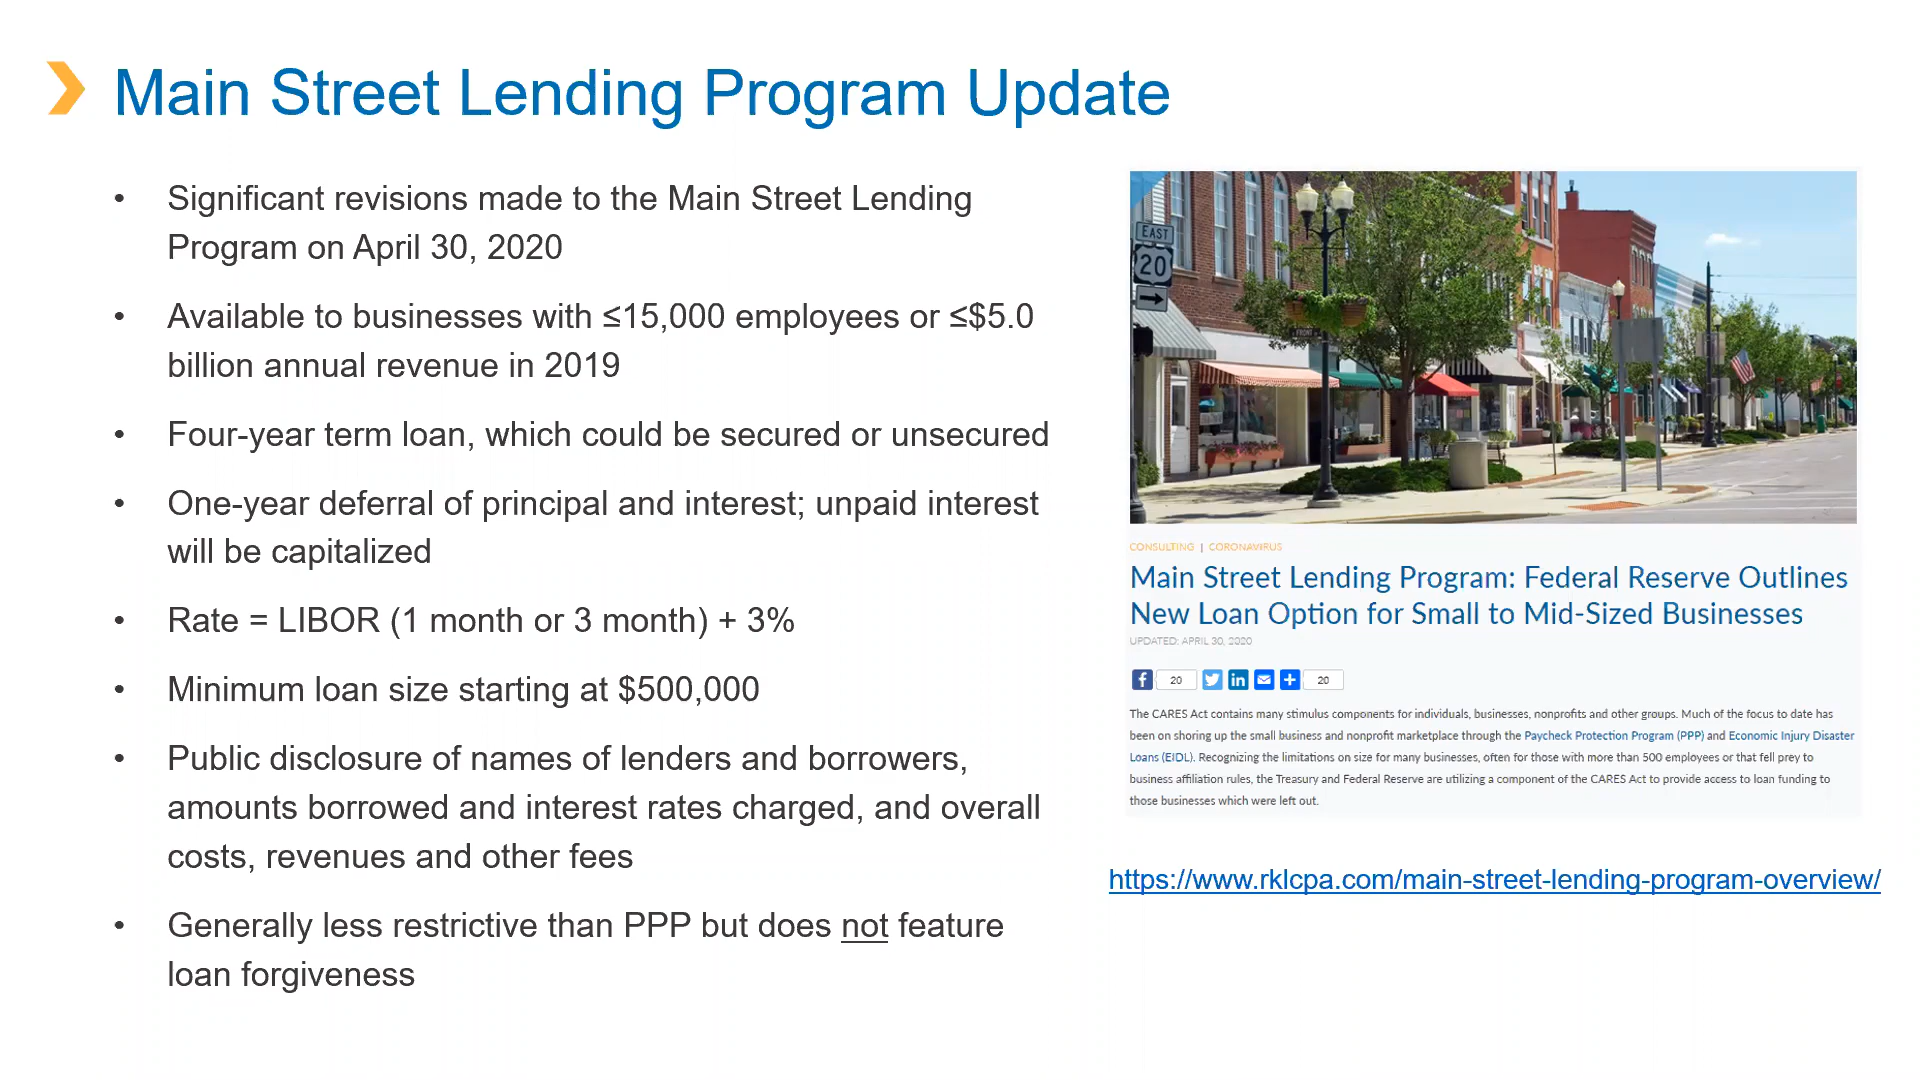 Main Street Lending Program Update
• Significant revisions made to the Main Street Lending
Program on April 30, 2020
• Available to businesses with ≤15,000 employees or ≤$5.0
billion annual revenue in 2019
• Four-year term loan, which could be secured or unsecured
• One-year deferral of principal and interest; unpaid interest
will be capitalized
• Rate = LIBOR (1 month or 3 month) + 3%
• Minimum loan size starting at $500,000
• Public disclosure of names of lenders and borrowers,
amounts borrowed and interest rates charged, and overall
costs, revenues and other fees
• Generally less restrictive than PPP but does not feature
loan forgiveness
EAST
20
CONSULTING | CORONAVIRUS
Main Street Lending Program: Federal Reserve Outlines
New Loan Option for Small to Mid-Sized Businesses
UPDATED: APRIL 30, 2020
20 20
The CARES Act contains many stimulus components for individuals, businesses, nonprofits and other groups. Much of the focus to date has
been on shoring up the small business and nonprofit marketplace through the Paycheck Protection Program (PPP) and Economic Injury Disaster
Loans (EIDL). Recognizing the limitations on size for many businesses, often for those with more than 500 employees or that fell prey to
business affiliation rules, the Treasury and Federal Reserve are utilizing a component of the CARES Act to provide access to loan funding to
those businesses which were left out.
https://www.rklcpa.com/main-street-lending-program-overview/